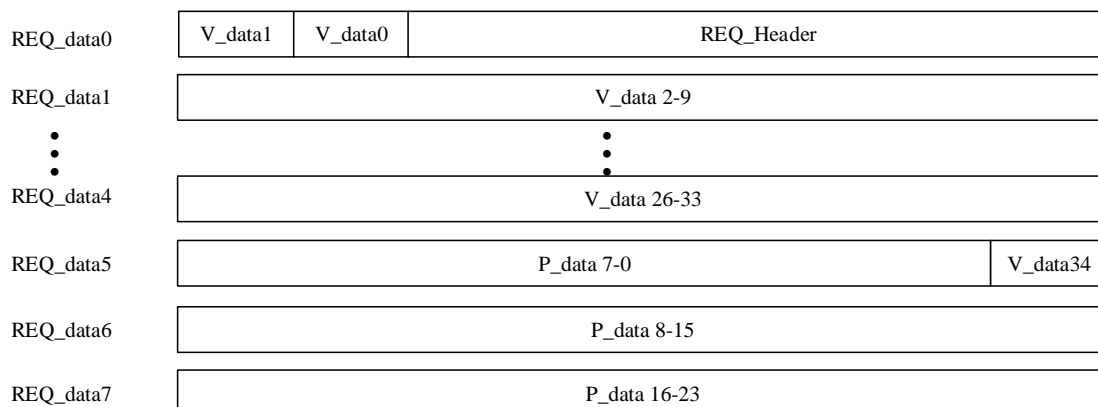 REQ_data0 V_data1 V_data0 REQ_Header
REQ_data1 V_data 2-9
REQ_data4 V_data 26-33
REQ_data5 P_data 7-0 V_data34
REQ_data6 P_data 8-15
REQ_data7 P_data 16-23